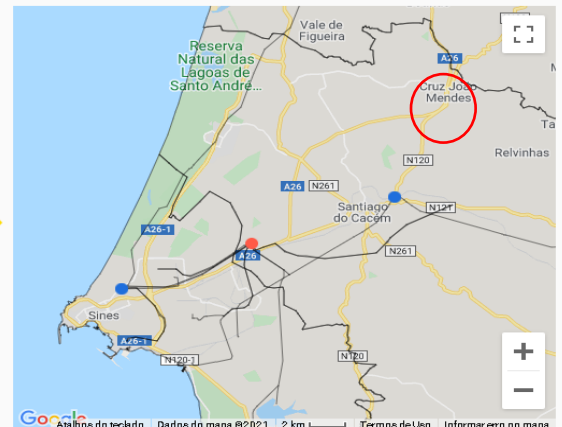 Vale de
Figueira
Reserva
Natural das
Lagoas de
Santo André...
A26
Cruz João
Mendes
N120
Relvinhas
A26
N261
Santiago
do Cacém
N121
A26-1
N261
A26
Sines
A26-1
N120-1
N120
+
−
Google
Atalhos do teclado
Dados do mapa ©2021
2 km
Termos de Uso
Informar erro no mapa